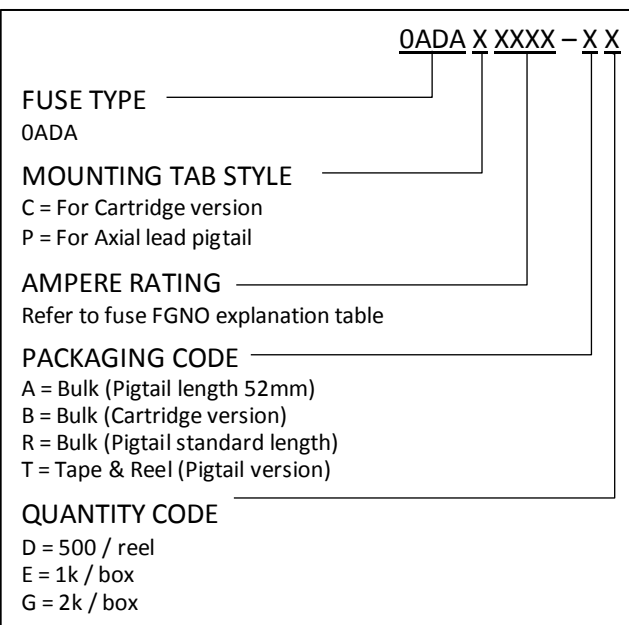 0ADA X XXXX – X X
FUSE TYPE
0ADA
MOUNTING TAB STYLE
C = For Cartridge version
P = For Axial lead pigtail
AMPERE RATING
Refer to fuse FGNO explanation table
PACKAGING CODE
A = Bulk (Pigtail length 52mm)
B = Bulk (Cartridge version)
R = Bulk (Pigtail standard length)
T = Tape & Reel (Pigtail version)
QUANTITY CODE
D = 500 / reel
E = 1k / box
G = 2k / box